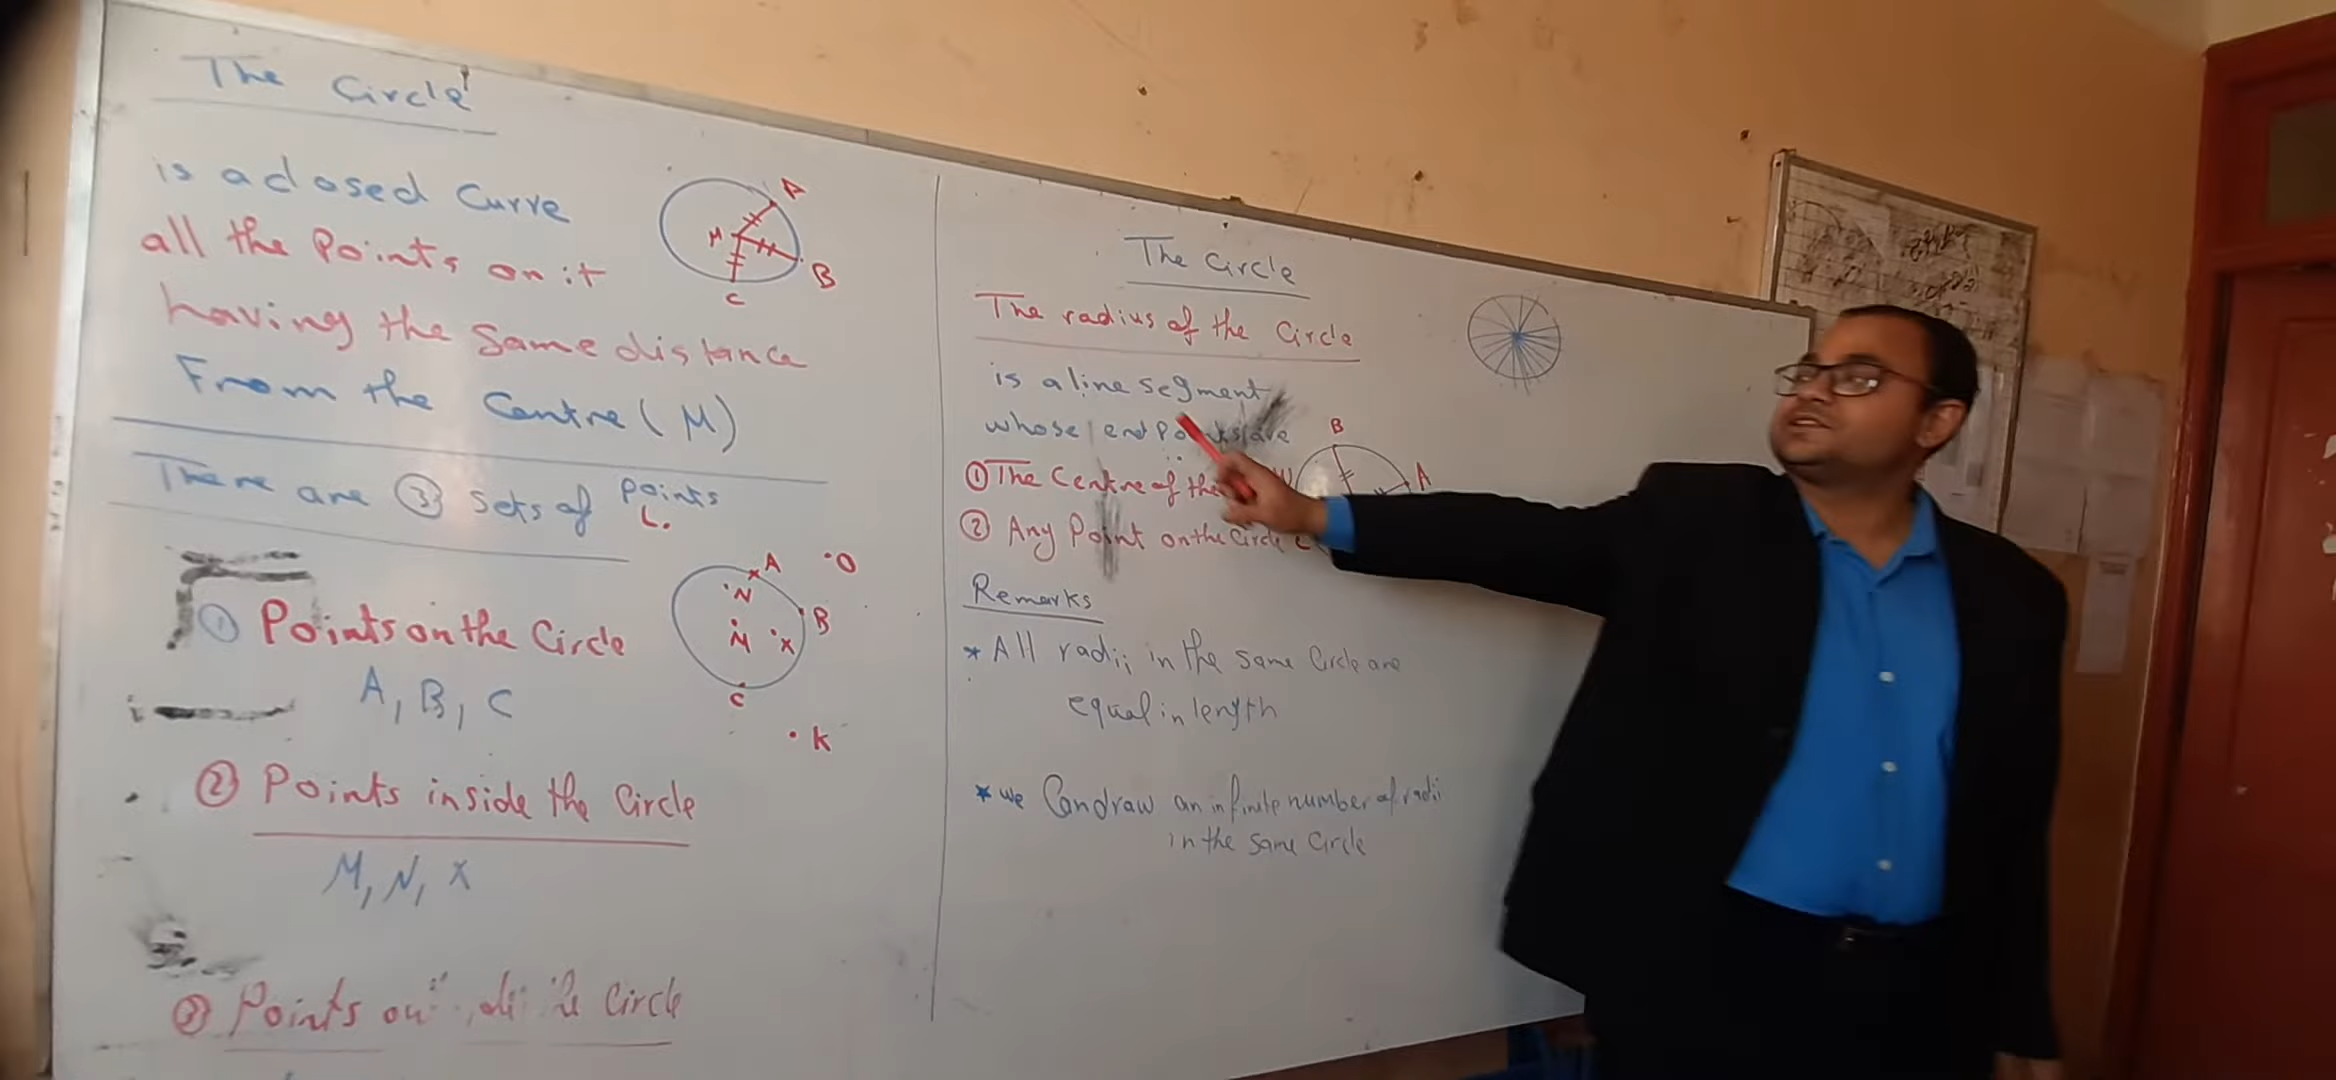 The Circle
is a closed Curve
all the Points on it
having the same distance
From the Centre (M)
A
M
B
C
There are ③ Sets of Points
L.
① Points on the Circle
A, B, C
A
O
N
B
M
X
C
K
② Points inside the Circle
M, N, X
③ Points the Circle
The Circle
The radius of the Circle
is a line segment
whose end Points are
① The Centre of the
② Any Point on the Circle
B
A
Remarks
* All radii in the same Circle are
equal in length
* we Can draw an infinite number of radii
in the same Circle